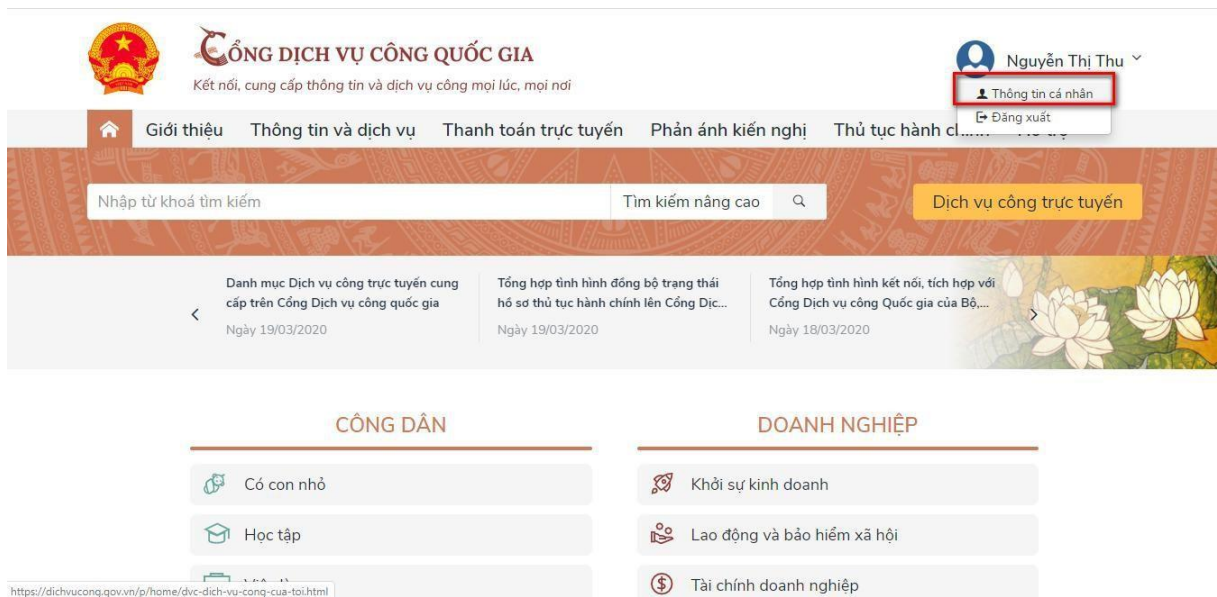 CỔNG DỊCH VỤ CÔNG QUỐC GIA
Kết nối, cung cấp thông tin và dịch vụ công mọi lúc, mọi nơi
Nguyễn Thị Thu
Thông tin cá nhân
Đăng xuất
Giới thiệu Thông tin và dịch vụ Thanh toán trực tuyến Phản ánh kiến nghị Thủ tục hành
Nhập từ khoá tìm kiếm Tìm kiếm nâng cao Dịch vụ công trực tuyến
Danh mục Dịch vụ công trực tuyến cung
cấp trên Cổng Dịch vụ công quốc gia
Ngày 19/03/2020
Tổng hợp tình hình đồng bộ trạng thái
hồ sơ thủ tục hành chính lên Cổng Dịc...
Ngày 19/03/2020
Tổng hợp tình hình kết nối, tích hợp với
Cổng Dịch vụ công Quốc gia của Bộ,...
Ngày 18/03/2020
CÔNG DÂN
Có con nhỏ
Học tập
DOANH NGHIỆP
Khởi sự kinh doanh
Lao động và bảo hiểm xã hội
Tài chính doanh nghiệp
https://dichvucong.gov.vn/p/home/dvc-dich-vu-cong-cua-toi.html